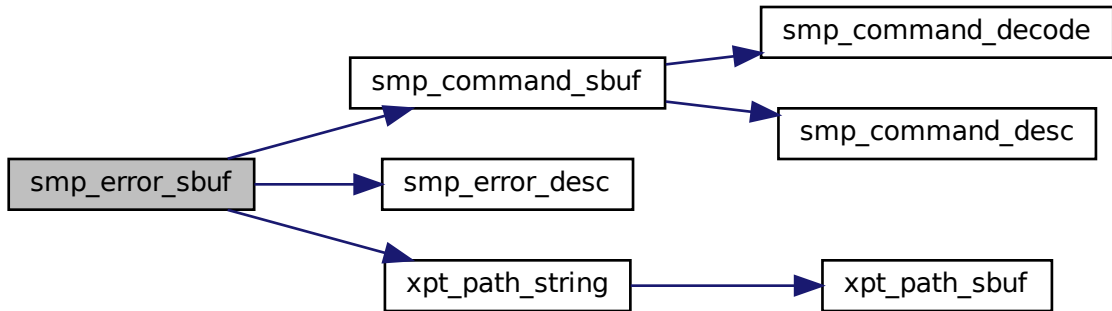 smp_command_decode
smp_command_sbuf
smp_command_desc
smp_error_sbuf
smp_error_desc
xpt_path_string
xpt_path_sbuf